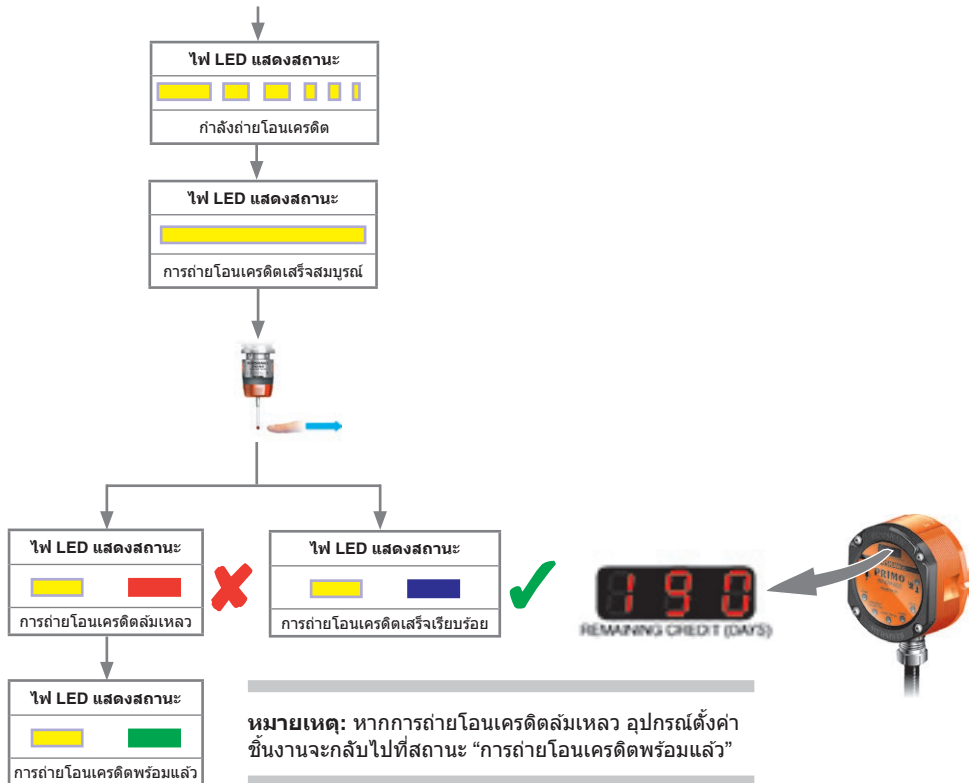 ไฟ LED แสดงสถานะ
กำลังถ่ายโอนเครดิต
ไฟ LED แสดงสถานะ
การถ่ายโอนเครดิตเสร็จสมบูรณ์
ไฟ LED แสดงสถานะ
การถ่ายโอนเครดิตล้มเหลว
ไฟ LED แสดงสถานะ
การถ่ายโอนเครดิตเสร็จเรียบร้อย
190
REMAINING CREDIT (DAYS)
PRIMO
ไฟ LED แสดงสถานะ
การถ่ายโอนเครดิตพร้อมแล้ว
หมายเหตุ: หากการถ่ายโอนเครดิตล้มเหลว อุปกรณ์ตั้งค่า
ชิ้นงานจะกลับไปที่สถานะ “การถ่ายโอนเครดิตพร้อมแล้ว”